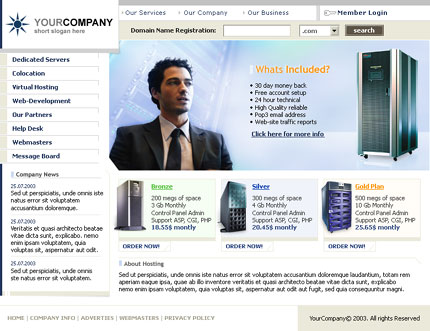 YOURCOMPANY
short slogan here
Our Services
Our Company
Our Business
Member Login
Domain Name Registration:
.com
search
Dedicated Servers
Colocation
Virtual Hosting
Web-Development
Our Partners
Help Desk
Webmasters
Message Board
Whats Included?
• 30 day money back
• Free account setup
• 24 hour technical
• High Quality reliable
• Pop3 email address
• Web-site traffic reports
Click here for more info
Company News
25.07.2003
Sed ut perspiciatis, unde omnis iste
natus error sit voluptatem
accusantium doloremque.
25.07.2003
Veritatis et quasi architecto beatae
vitae dicta sunt, explicabo. nemo
enim ipsam voluptatem, quia
voluptas sit, aspernatur aut odit.
25.07.2003
Sed ut perspiciatis, unde omnis iste
natus error sit voluptatem
Bronze
200 megs of space
3 Gb Monthly
Control Panel Admin
Support ASP, CGI, PHP
18.55$ montly
ORDER NOW!
Silver
300 megs of space
4 Gb Monthly
Control Panel Admin
Support ASP, CGI, PHP
20.45$ montly
ORDER NOW!
Gold Plan
500 megs of space
10 Gb Monthly
Control Panel Admin
Support ASP, CGI, PHP
25.65$ montly
ORDER NOW!
About Hosting
Sed ut perspiciatis, unde omnis iste natus error sit voluptatem accusantium doloremque laudantium, totam rem
aperiam eaque ipsa, quae ab illo inventore veritatis et quasi architecto beatae vitae dicta sunt, explicabo
nemo enim ipsam voluptatem, quia voluptas sit, aspernatur aut odit aut fugit, sed quia consequuntur magni.
HOME | COMPANY INFO | ADVERTIES | WEBMASTERS | PRIVACY POLICY
YourCompany© 2003. All rights Reserved